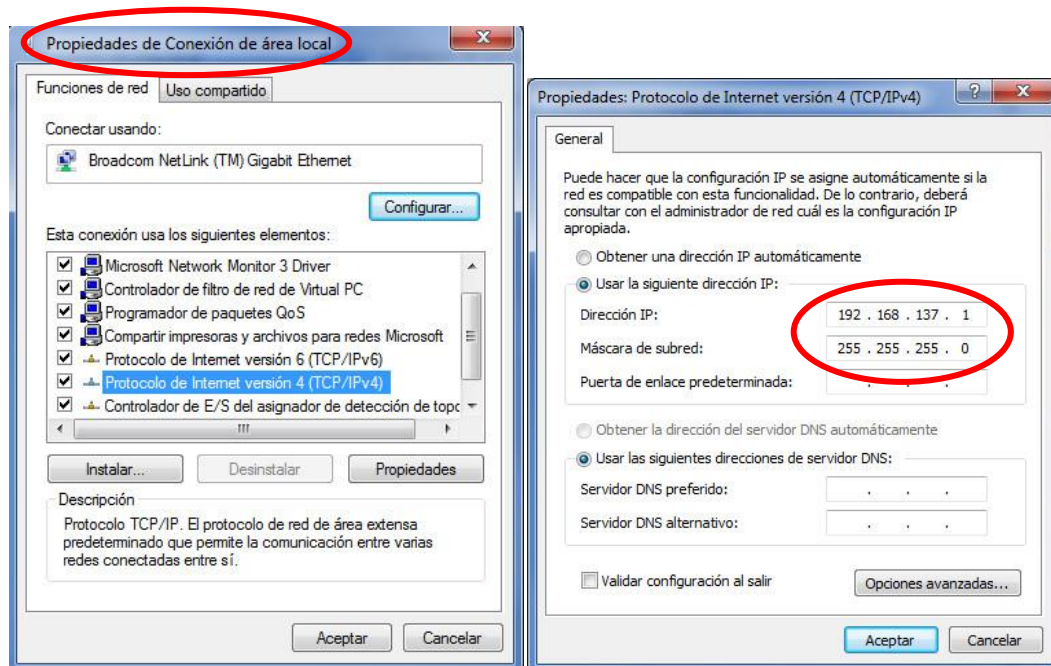 Propiedades de Conexión de área local
Funciones de red
Uso compartido
Conectar usando:
Broadcom NetLink (TM) Gigabit Ethernet
Configurar...
Esta conexión usa los siguientes elementos:
Microsoft Network Monitor 3 Driver
Controlador de filtro de red de Virtual PC
Programador de paquetes QoS
Compartir impresoras y archivos para redes Microsoft
Protocolo de Internet versión 6 (TCP/IPv6)
Protocolo de Internet versión 4 (TCP/IPv4)
Controlador de E/S del asignador de detección de topo
Instalar...
Desinstalar
Propiedades
Descripción
Protocolo TCP/IP. El protocolo de red de área extensa
predeterminado que permite la comunicación entre varias
redes conectadas entre sí.
Aceptar
Cancelar
Propiedades: Protocolo de Internet versión 4 (TCP/IPv4)
General
Puede hacer que la configuración IP se asigne automáticamente si la
red es compatible con esta funcionalidad. De lo contrario, deberá
consultar con el administrador de red cuál es la configuración IP
apropiada.
Obtener una dirección IP automáticamente
Usar la siguiente dirección IP:
Dirección IP: 192 . 168 . 137 . 1
Máscara de subred: 255 . 255 . 255 . 0
Puerta de enlace predeterminada: . . .
Obtener la dirección del servidor DNS automáticamente
Usar las siguientes direcciones de servidor DNS:
Servidor DNS preferido: . . .
Servidor DNS alternativo: . . .
Validar configuración al salir
Opciones avanzadas...
Aceptar
Cancelar